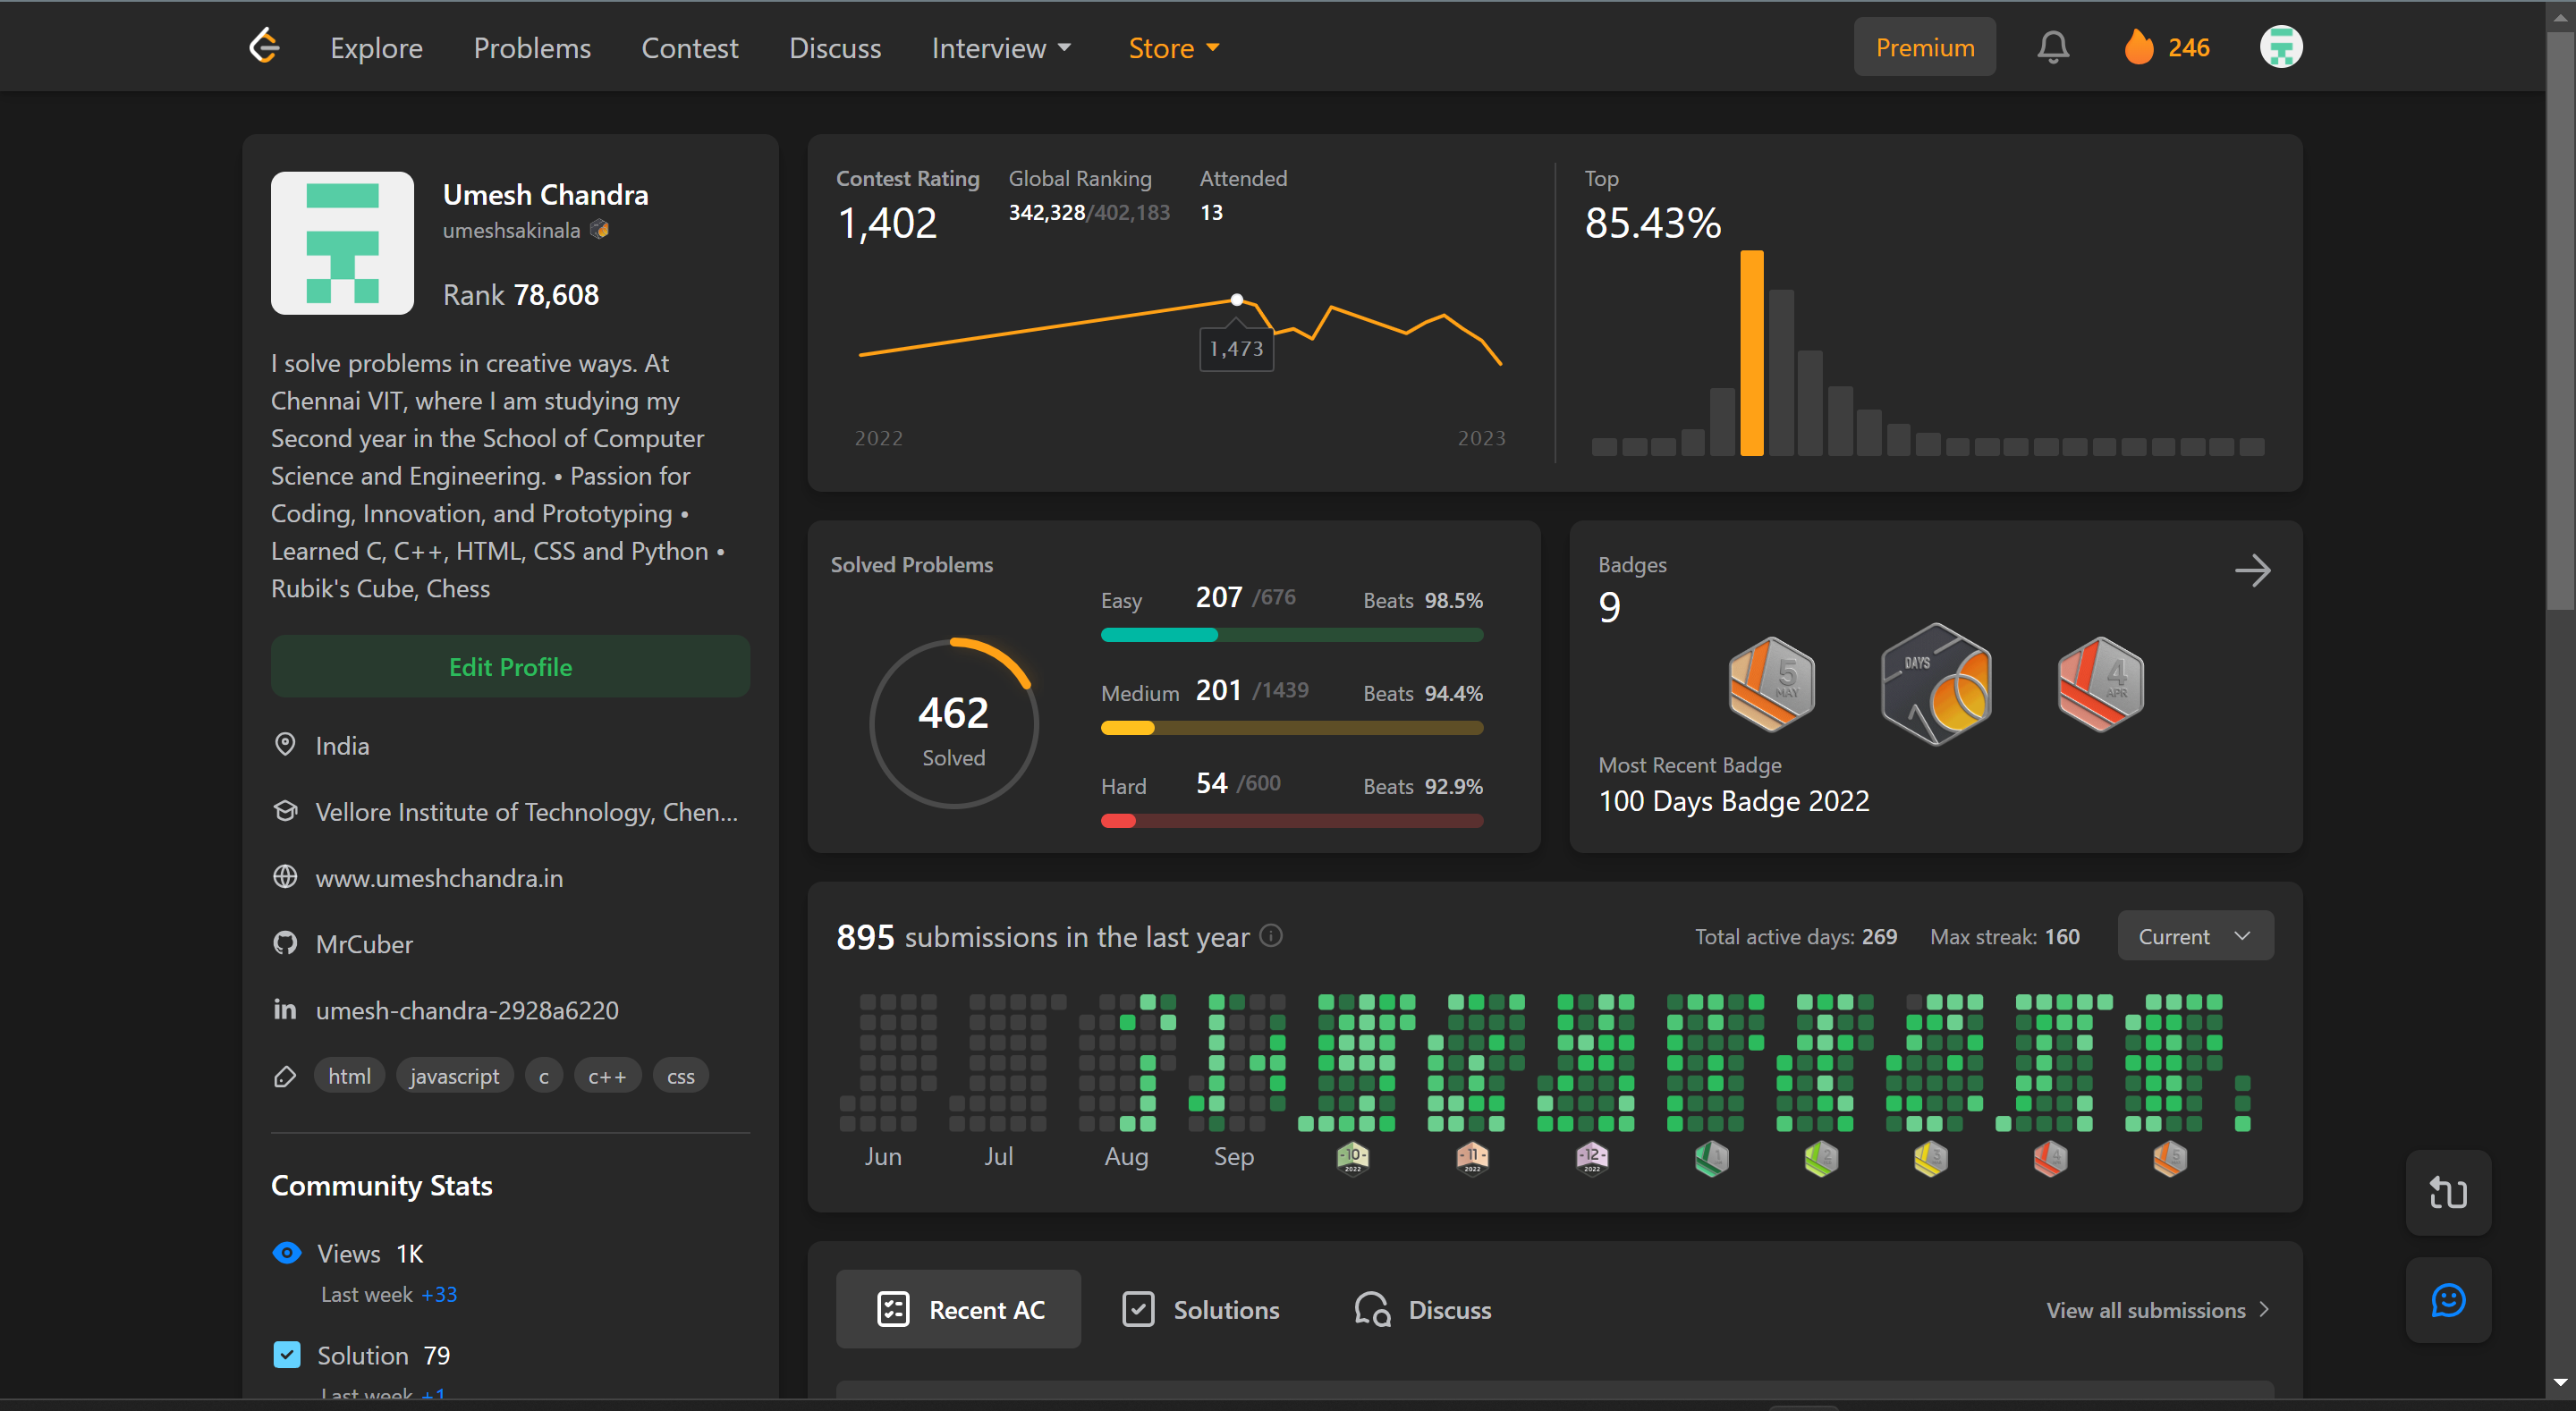 Explore Problems Contest Discuss Interview Store Premium 246
Umesh Chandra
umeshsakinala
Rank 78,608
I solve problems in creative ways. At
Chennai VIT, where I am studying my
Second year in the School of Computer
Science and Engineering. • Passion for
Coding, Innovation, and Prototyping •
Learned C, C++, HTML, CSS and Python •
Rubik's Cube, Chess
Edit Profile
India
Vellore Institute of Technology, Chen...
www.umeshchandra.in
MrCuber
umesh-chandra-2928a6220
html javascript c c++ css
Community Stats
Views 1K
Last week +33
Solution 79
Last week +1
Contest Rating Global Ranking Attended
1,402 342,328/402,183 13
1,473
2022 2023
Top
85.43%
Solved Problems
462
Solved
Easy 207 /676 Beats 98.5%
Medium 201 /1439 Beats 94.4%
Hard 54 /600 Beats 92.9%
Badges
9
5 MAY
DAYS
4 APR
Most Recent Badge
100 Days Badge 2022
895 submissions in the last year Total active days: 269 Max streak: 160 Current
Jun Jul Aug Sep -10- 2022 -11- 2022 -12- 2022 1 2 3 4 5
Recent AC Solutions Discuss View all submissions